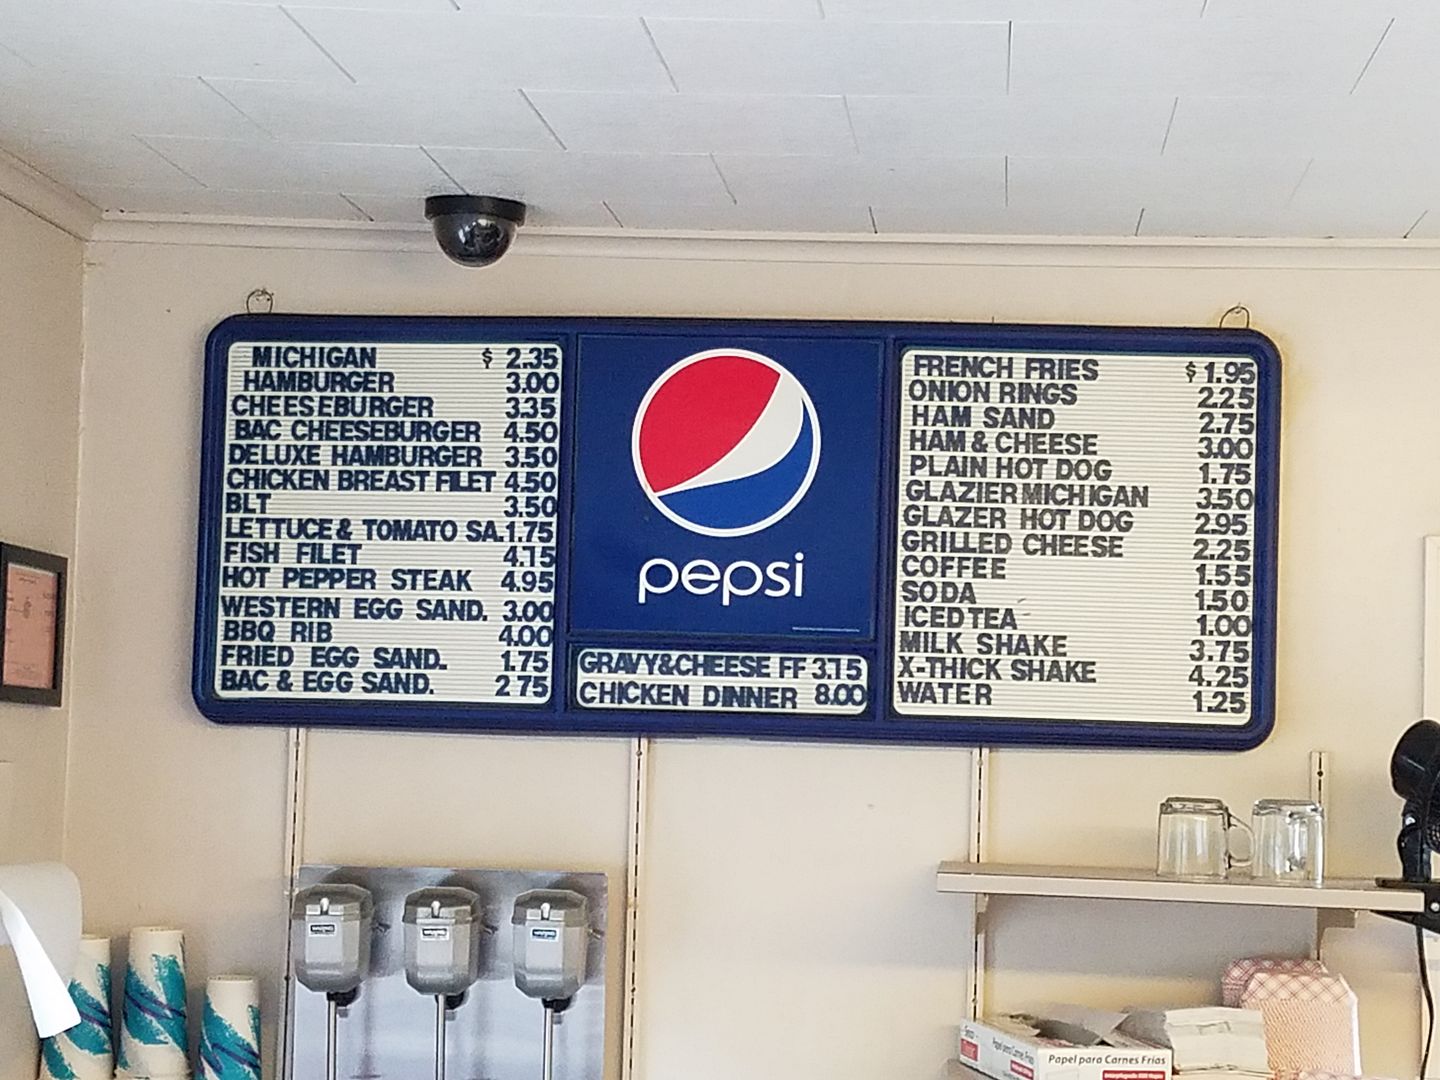 MICHIGAN $ 2.35
HAMBURGER 3.00
CHEESEBURGER 3.35
BAC CHEESEBURGER 4.50
DELUXE HAMBURGER 3.50
CHICKEN BREAST FILET 4.50
BLT 3.50
LETTUCE & TOMATO SA. 1.75
FISH FILET 4.75
HOT PEPPER STEAK 4.95
WESTERN EGG SAND. 3.00
BBQ RIB 4.00
FRIED EGG SAND. 1.75
BAC & EGG SAND. 2 75
pepsi
GRAVY&CHEESE FF 3.75
CHICKEN DINNER 8.00
FRENCH FRIES $ 1.95
ONION RINGS 2.25
HAM SAND 2.75
HAM & CHEESE 3.00
PLAIN HOT DOG 1.75
GLAZIER MICHIGAN 3.50
GLAZER HOT DOG 2.95
GRILLED CHEESE 2.25
COFFEE 1.55
SODA 1.50
ICED TEA 1.00
MILK SHAKE 3.75
X-THICK SHAKE 4.25
WATER 1.25
Papel para Carnes Frias